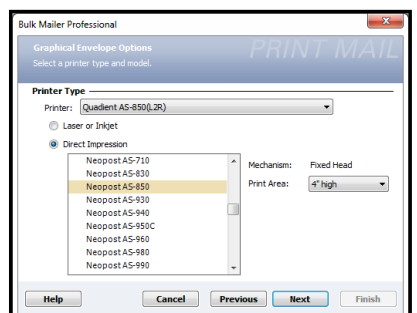 Bulk Mailer Professional
Graphical Envelope Options
PRINT MAIL
Select a printer type and model.
Printer Type
Printer: Quadient AS-850(L2R)
Laser or Inkjet
Direct Impression
Neopost AS-710
Neopost AS-830
Neopost AS-850
Neopost AS-930
Neopost AS-940
Neopost AS-950C
Neopost AS-960
Neopost AS-980
Neopost AS-990
Mechanism: Fixed Head
Print Area: 4" high
Help Cancel Previous Next Finish